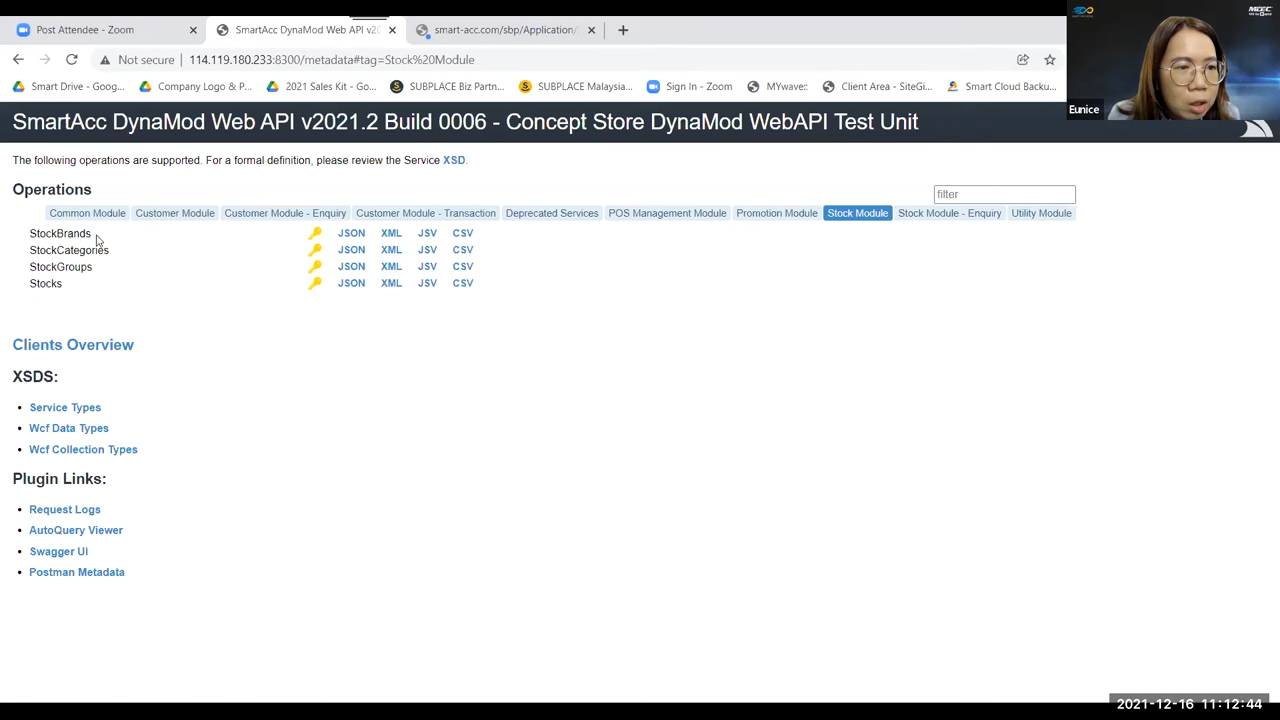 Post Attendee - Zoom
SmartAcc DynaMod Web API v20
smart-acc.com/sbp/Application/
Not secure
114.119.180.233:8300/metadata#tag=Stock%20Module
Smart Drive - Goog...
Company Logo & P...
2021 Sales Kit - Go...
SUBPLACE Biz Partn...
SUBPLACE Malaysia...
Sign In - Zoom
MYwave::
Client Area - SiteGi...
Smart Cloud Backu...
Eunice
SmartAcc DynaMod Web API v2021.2 Build 0006 - Concept Store DynaMod WebAPI Test Unit
The following operations are supported. For a formal definition, please review the Service XSD.
Operations
filter
Common Module
Customer Module
Customer Module - Enquiry
Customer Module - Transaction
Deprecated Services
POS Management Module
Promotion Module
Stock Module
Stock Module - Enquiry
Utility Module
StockBrands JSON XML JSV CSV
StockCategories JSON XML JSV CSV
StockGroups JSON XML JSV CSV
Stocks JSON XML JSV CSV
Clients Overview
XSDS:
Service Types
Wcf Data Types
Wcf Collection Types
Plugin Links:
Request Logs
AutoQuery Viewer
Swagger UI
Postman Metadata
2021-12-16 11:12:44